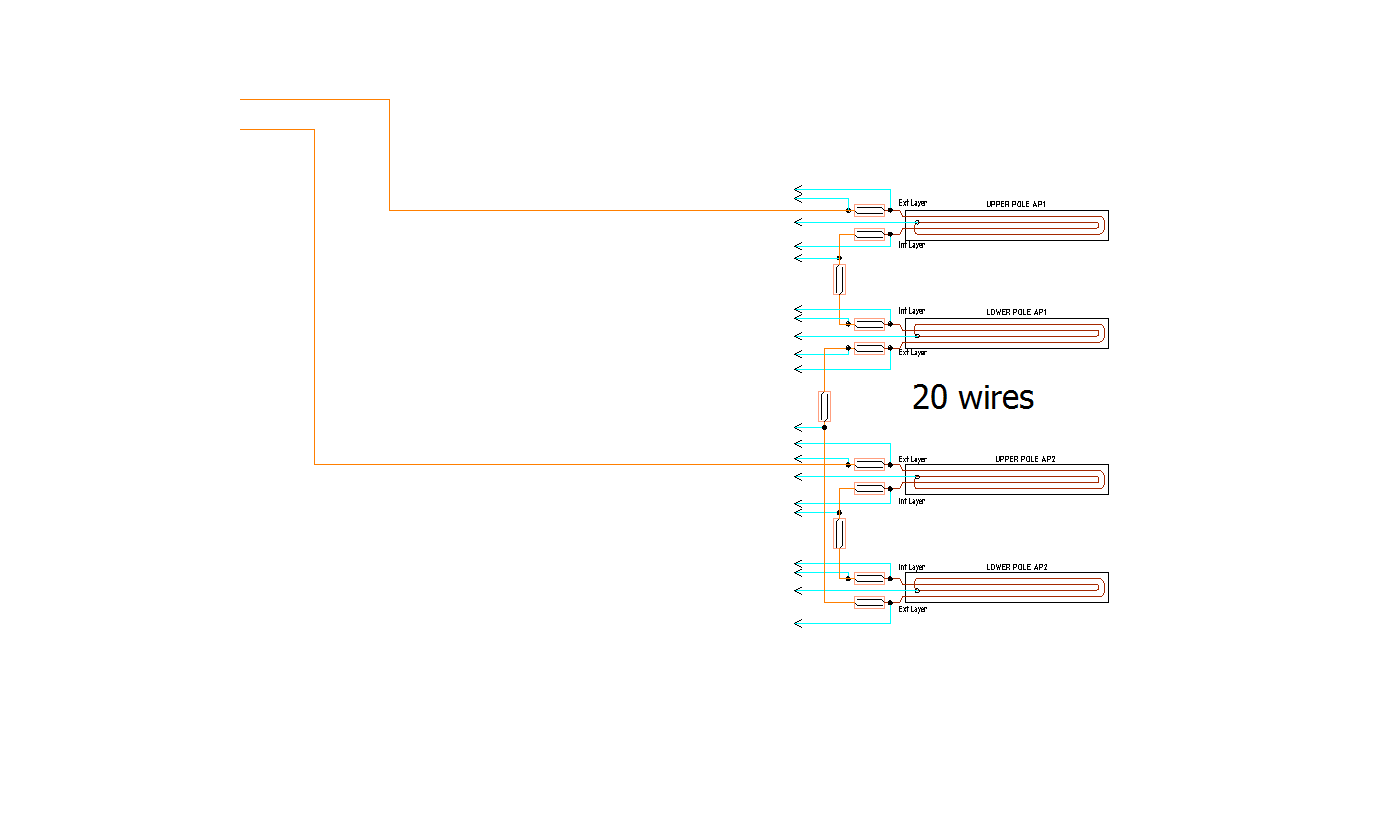 Ext Layer
UPPER POLE AP1
Int Layer
Int Layer
LOWER POLE AP1
Ext Layer
20 wires
Ext Layer
UPPER POLE AP2
Int Layer
Int Layer
LOWER POLE AP2
Ext Layer